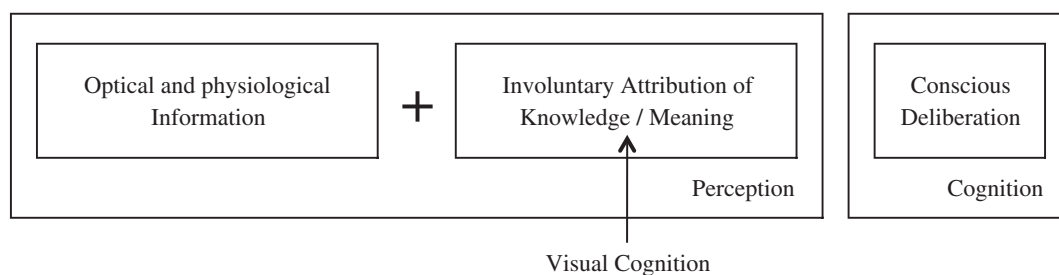 Optical and physiological
Information
+
Involuntary Attribution of
Knowledge / Meaning
Conscious
Deliberation
Perception
Cognition
Visual Cognition